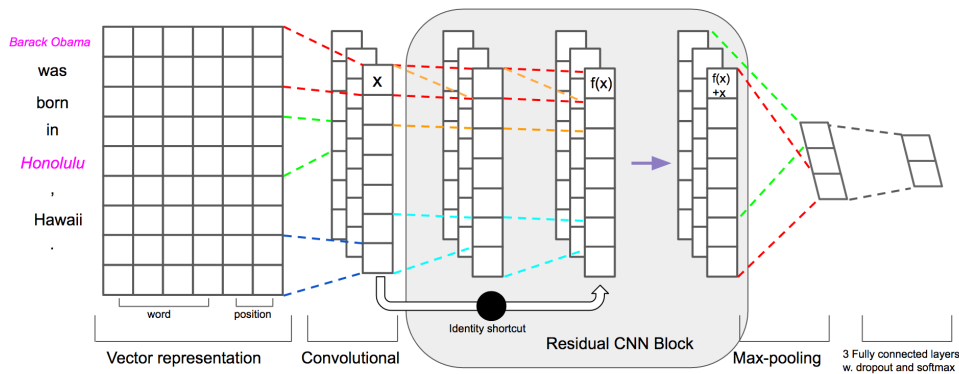 Barack Obama
was
born
in
Honolulu
,
Hawaii
.
word
position
Vector representation
x
Convolutional
f(x)
Identity shortcut
Residual CNN Block
f(x)
+x
Max-pooling
3 Fully connected layers
w. dropout and softmax